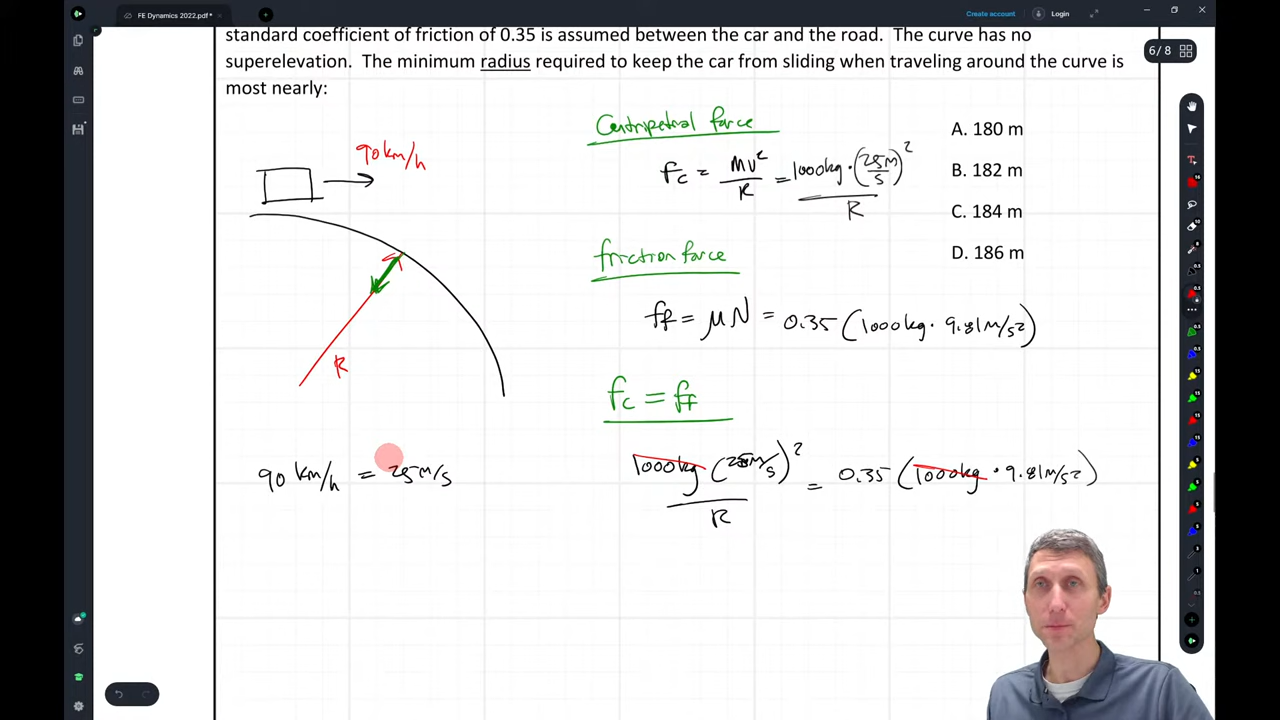 FE Dynamics 2022.pdf*
Create account
Login
6/8
standard coefficient of friction of 0.35 is assumed between the car and the road. The curve has no
superelevation. The minimum radius required to keep the car from sliding when traveling around the curve is
most nearly:
90km/h
R
90 km/h = 25m/s
Centripetral force
fc = MV²/R = 1000kg·(25M/s)²/R
friction force
ff = μN = 0.35 (1000kg · 9.81M/s²)
fc = ff
1000kg (25M/s)²/R = 0.35 (1000kg · 9.81M/s²)
A. 180 m
B. 182 m
C. 184 m
D. 186 m